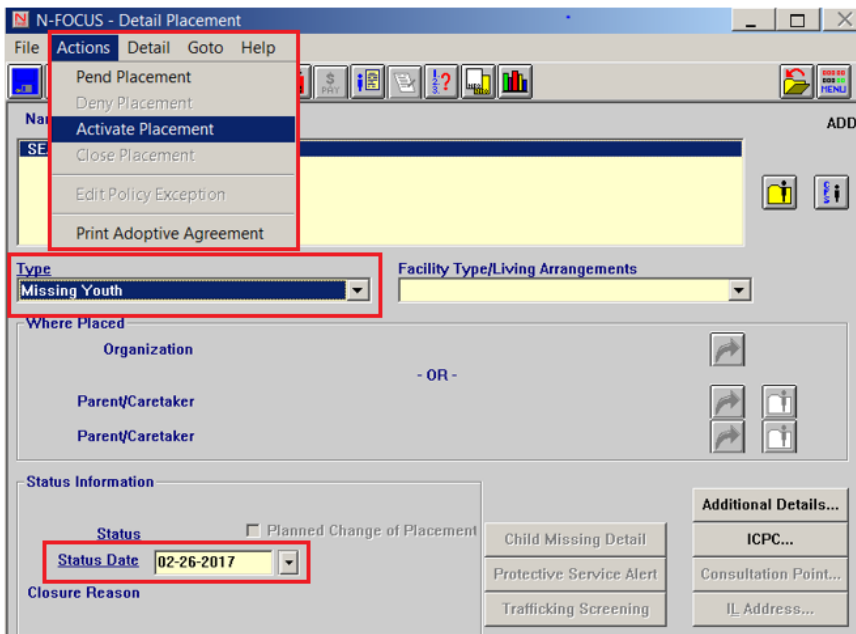 N-FOCUS - Detail Placement
File Actions Detail Goto Help
Pend Placement
$ PAY
MENU
Deny Placement
Activate Placement
ADD
Close Placement
Edit Policy Exception
Print Adoptive Agreement
Type
Facility Type/Living Arrangements
Missing Youth
Where Placed
Organization
- OR -
Parent/Caretaker
Parent/Caretaker
Status Information
Additional Details...
Status Planned Change of Placement
Child Missing Detail ICPC...
Status Date 02-26-2017
Protective Service Alert Consultation Point...
Closure Reason
Trafficking Screening IL Address...